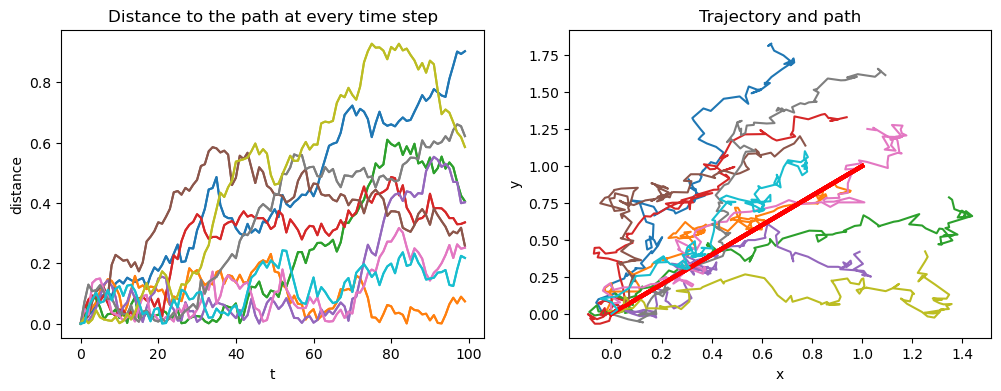 Distance to the path at every time step
distance
0.8
0.6
0.4
0.2
0.0
0 20 40 60 80 100
t
Trajectory and path
y
1.75
1.50
1.25
1.00
0.75
0.50
0.25
0.00
0.0 0.2 0.4 0.6 0.8 1.0 1.2 1.4
x